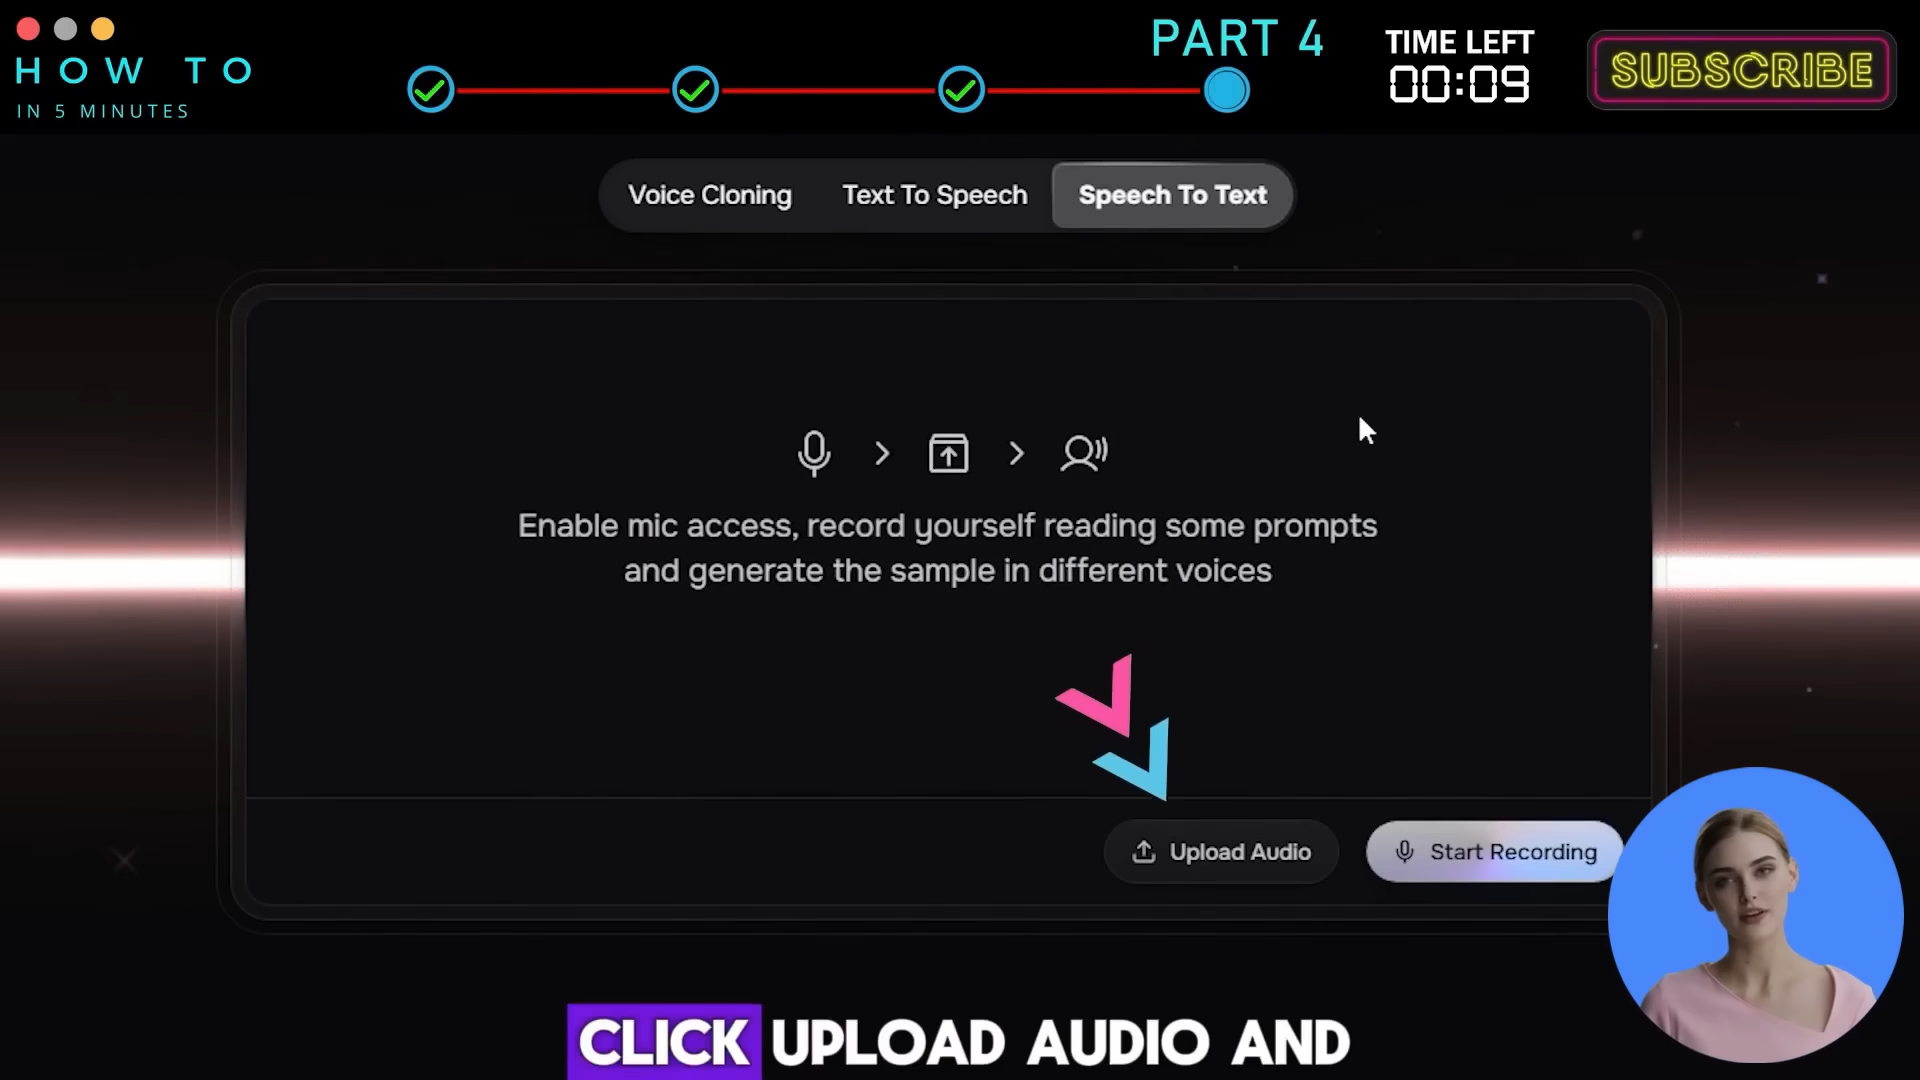 HOW TO
IN 5 MINUTES
PART 4
TIME LEFT
00:09
SUBSCRIBE
Voice Cloning
Text To Speech
Speech To Text
Enable mic access, record yourself reading some prompts
and generate the sample in different voices
Upload Audio
Start Recording
CLICK UPLOAD AUDIO AND